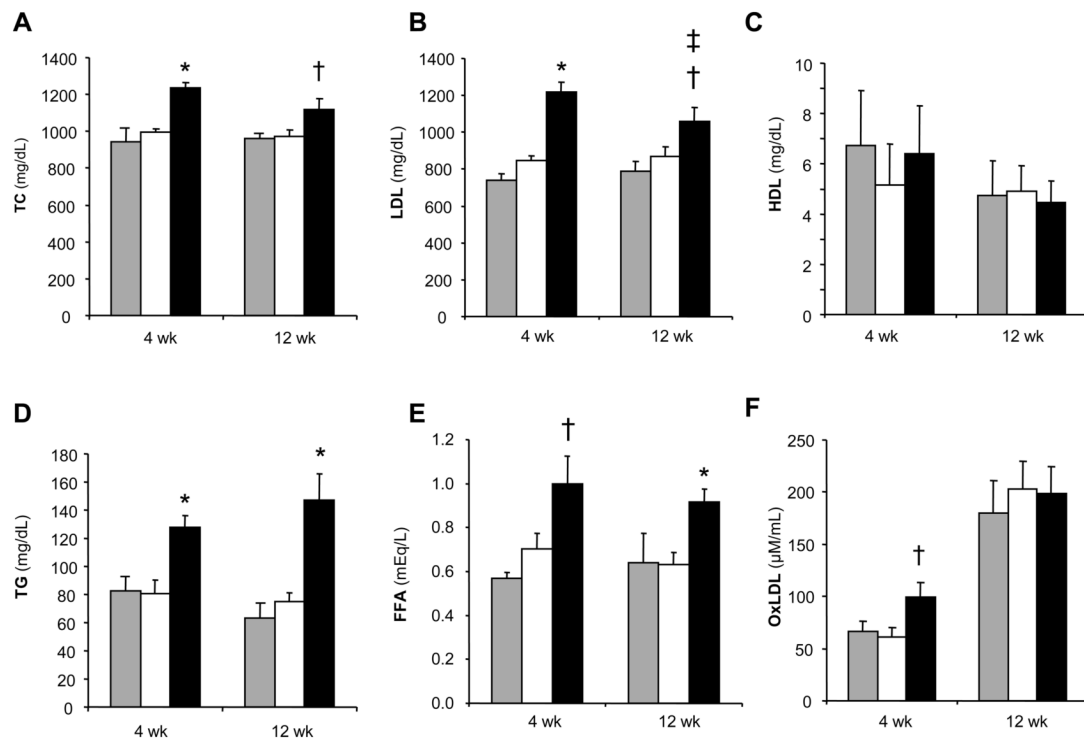 A
TC (mg/dL)
1400
1200
1000
800
600
400
200
0
*
†
4 wk
12 wk
B
LDL (mg/dL)
1400
1200
1000
800
600
400
200
0
*
‡
†
4 wk
12 wk
C
HDL (mg/dL)
10
8
6
4
2
0
4 wk
12 wk
D
TG (mg/dL)
180
160
140
120
100
80
60
40
20
0
*
*
4 wk
12 wk
E
FFA (mEq/L)
1.2
1.0
0.8
0.6
0.4
0.2
0.0
†
*
4 wk
12 wk
F
OxLDL (µM/mL)
250
200
150
100
50
0
†
4 wk
12 wk